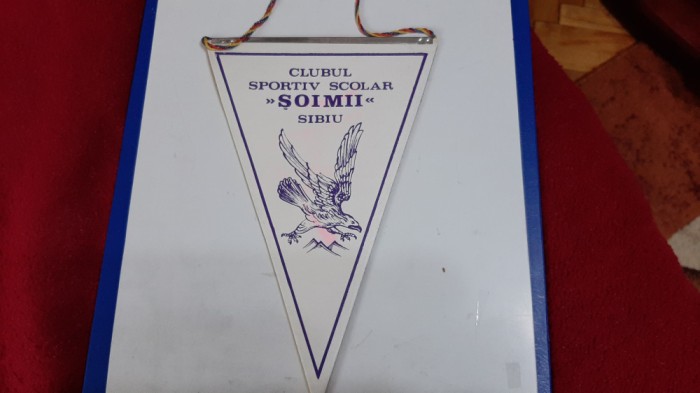 CLUBUL
SPORTIV SCOLAR
»ŞOIMII«
SIBIU